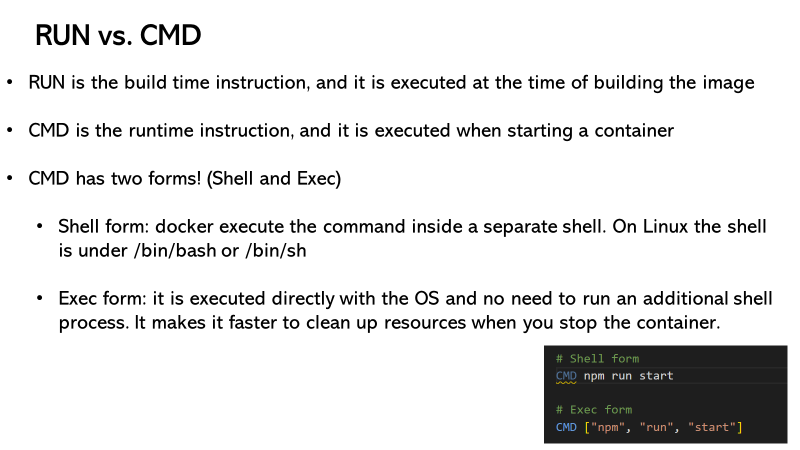 RUN vs. CMD
• RUN is the build time instruction, and it is executed at the time of building the image
• CMD is the runtime instruction, and it is executed when starting a container
• CMD has two forms! (Shell and Exec)
• Shell form: docker execute the command inside a separate shell. On Linux the shell
is under /bin/bash or /bin/sh
• Exec form: it is executed directly with the OS and no need to run an additional shell
process. It makes it faster to clean up resources when you stop the container.
# Shell form
CMD npm run start
# Exec form
CMD ["npm", "run", "start"]